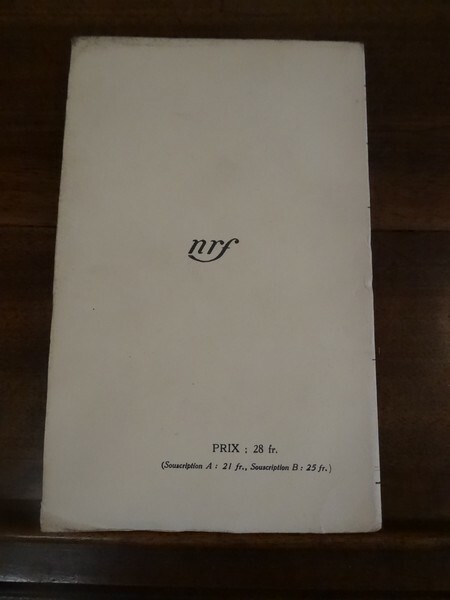 nrf
PRIX : 28 fr.
(Souscription A : 21 fr., Souscription B : 25 fr.)